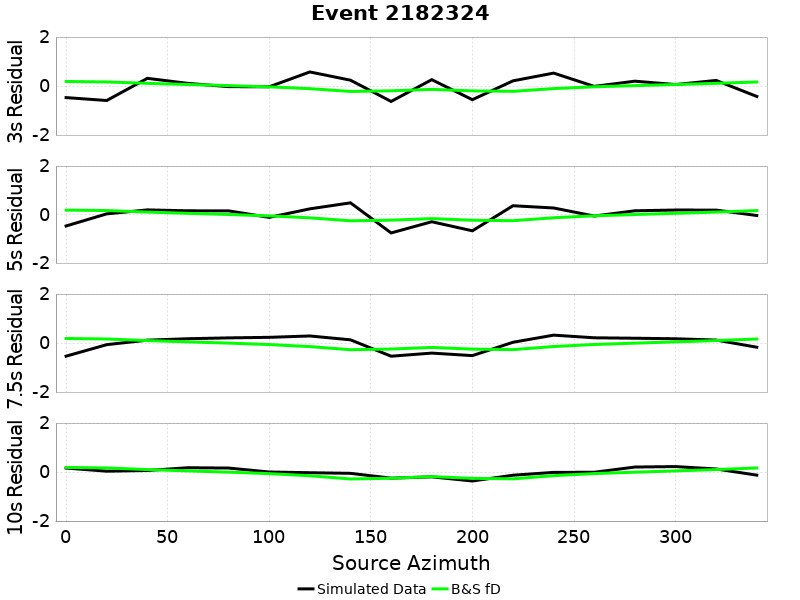 Event 2182324
3s Residual
2
0
-2
5s Residual
2
0
-2
7.5s Residual
2
0
-2
10s Residual
2
0
-2
0 50 100 150 200 250 300
Source Azimuth
Simulated Data B&S fD